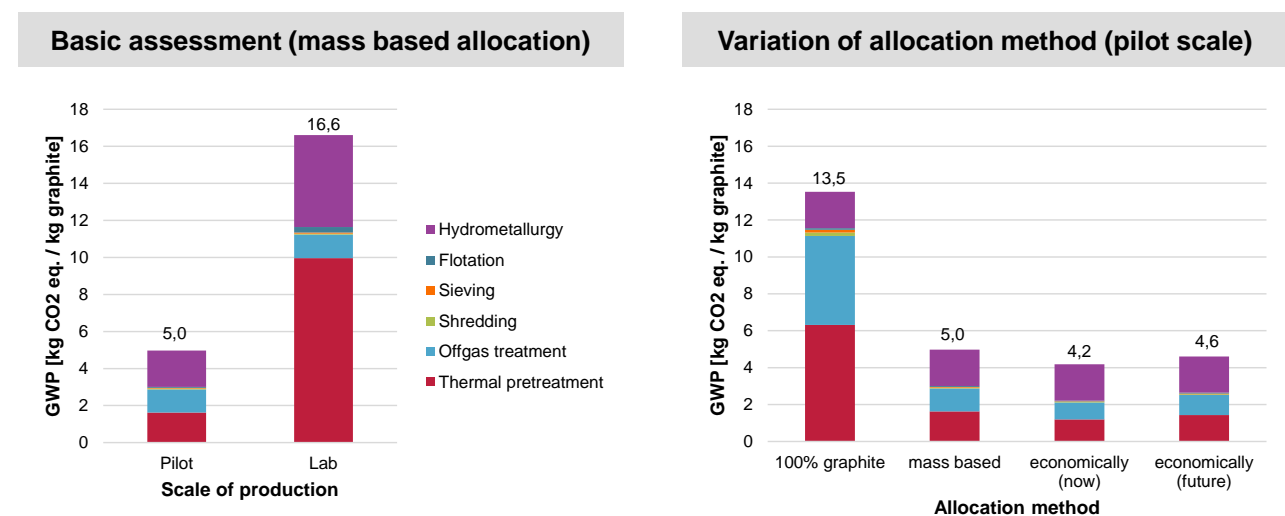 Basic assessment (mass based allocation)
GWP [kg CO2 eq. / kg graphite]
18
16
14
12
10
8
6
4
2
0
5,0
16,6
Pilot
Lab
Scale of production
Hydrometallurgy
Flotation
Sieving
Shredding
Offgas treatment
Thermal pretreatment
Variation of allocation method (pilot scale)
GWP [kg CO2 eq. / kg graphite]
18
16
14
12
10
8
6
4
2
0
13,5
5,0
4,2
4,6
100% graphite
mass based
economically
(now)
economically
(future)
Allocation method